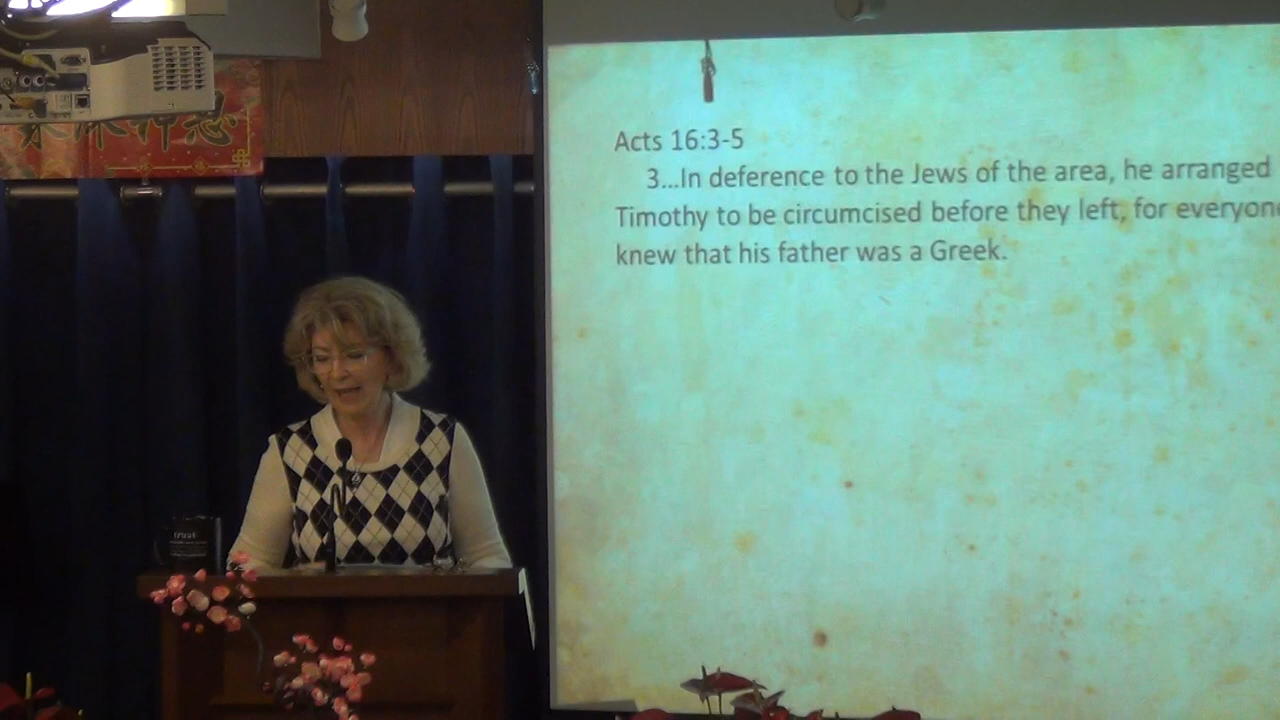 Acts 16:3-5
3...In deference to the Jews of the area, he arranged
Timothy to be circumcised before they left, for everyone
knew that his father was a Greek.
trust